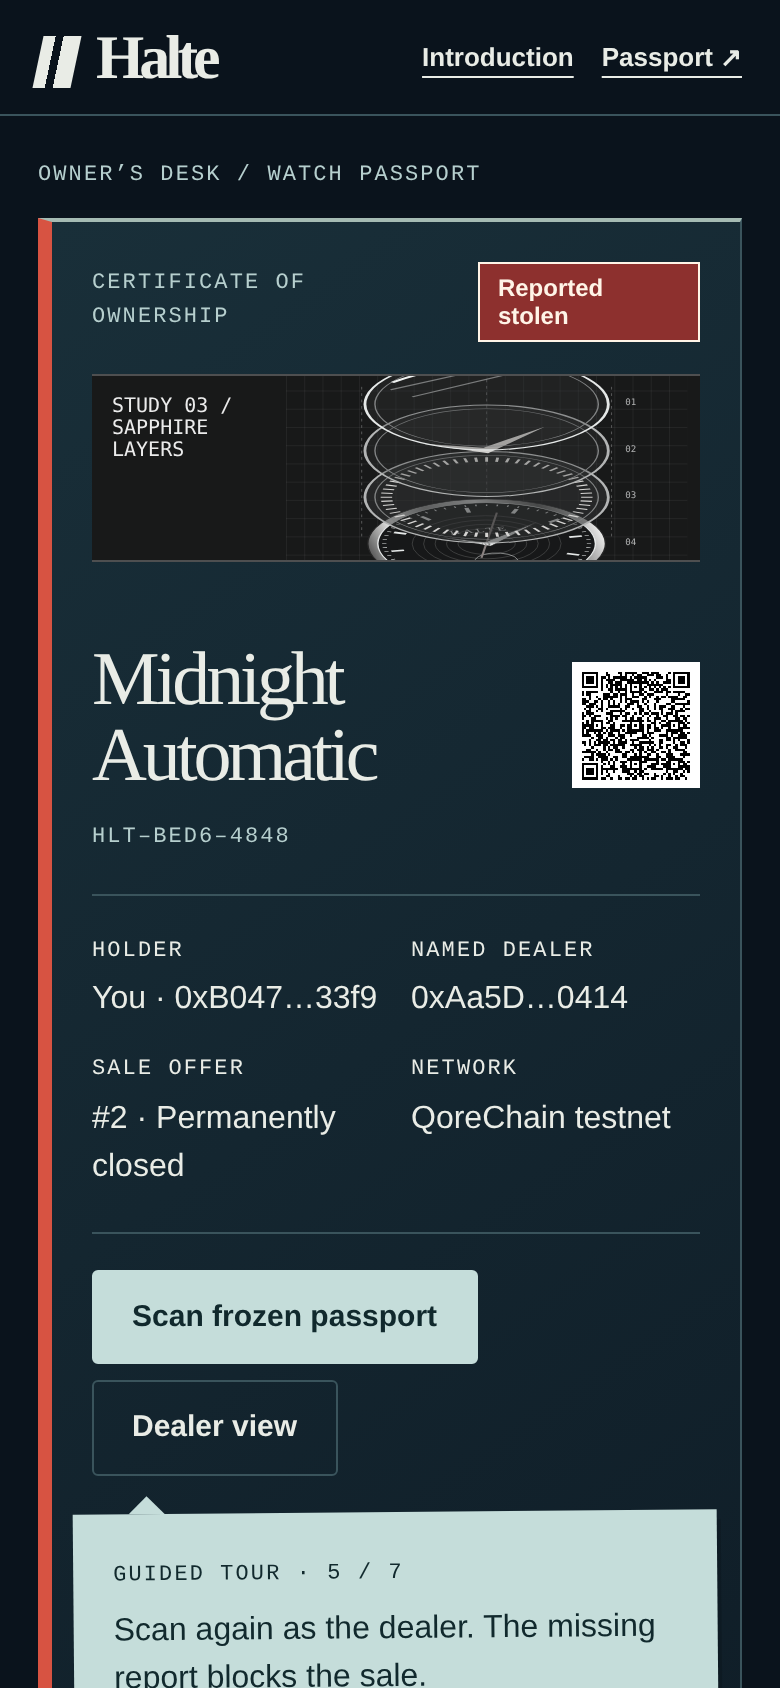 Halte
Introduction
Passport ↗
OWNER’S DESK / WATCH PASSPORT
CERTIFICATE OF
OWNERSHIP
Reported
stolen
STUDY 03 /
SAPPHIRE
LAYERS
01
02
03
04
Midnight
Automatic
HLT–BED6–4848
HOLDER
You · 0xB047…33f9
NAMED DEALER
0xAa5D…0414
SALE OFFER
#2 · Permanently
closed
NETWORK
QoreChain testnet
Scan frozen passport
Dealer view
GUIDED TOUR · 5 / 7
Scan again as the dealer. The missing
report blocks the sale.